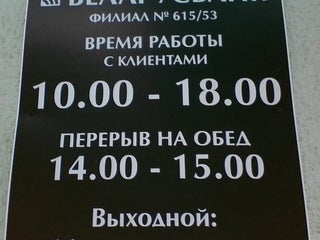 БЕЛАРУСБАНК
ФИЛИАЛ № 615/53
ВРЕМЯ РАБОТЫ
С КЛИЕНТАМИ
10.00 - 18.00
ПЕРЕРЫВ НА ОБЕД
14.00 - 15.00
Выходной: